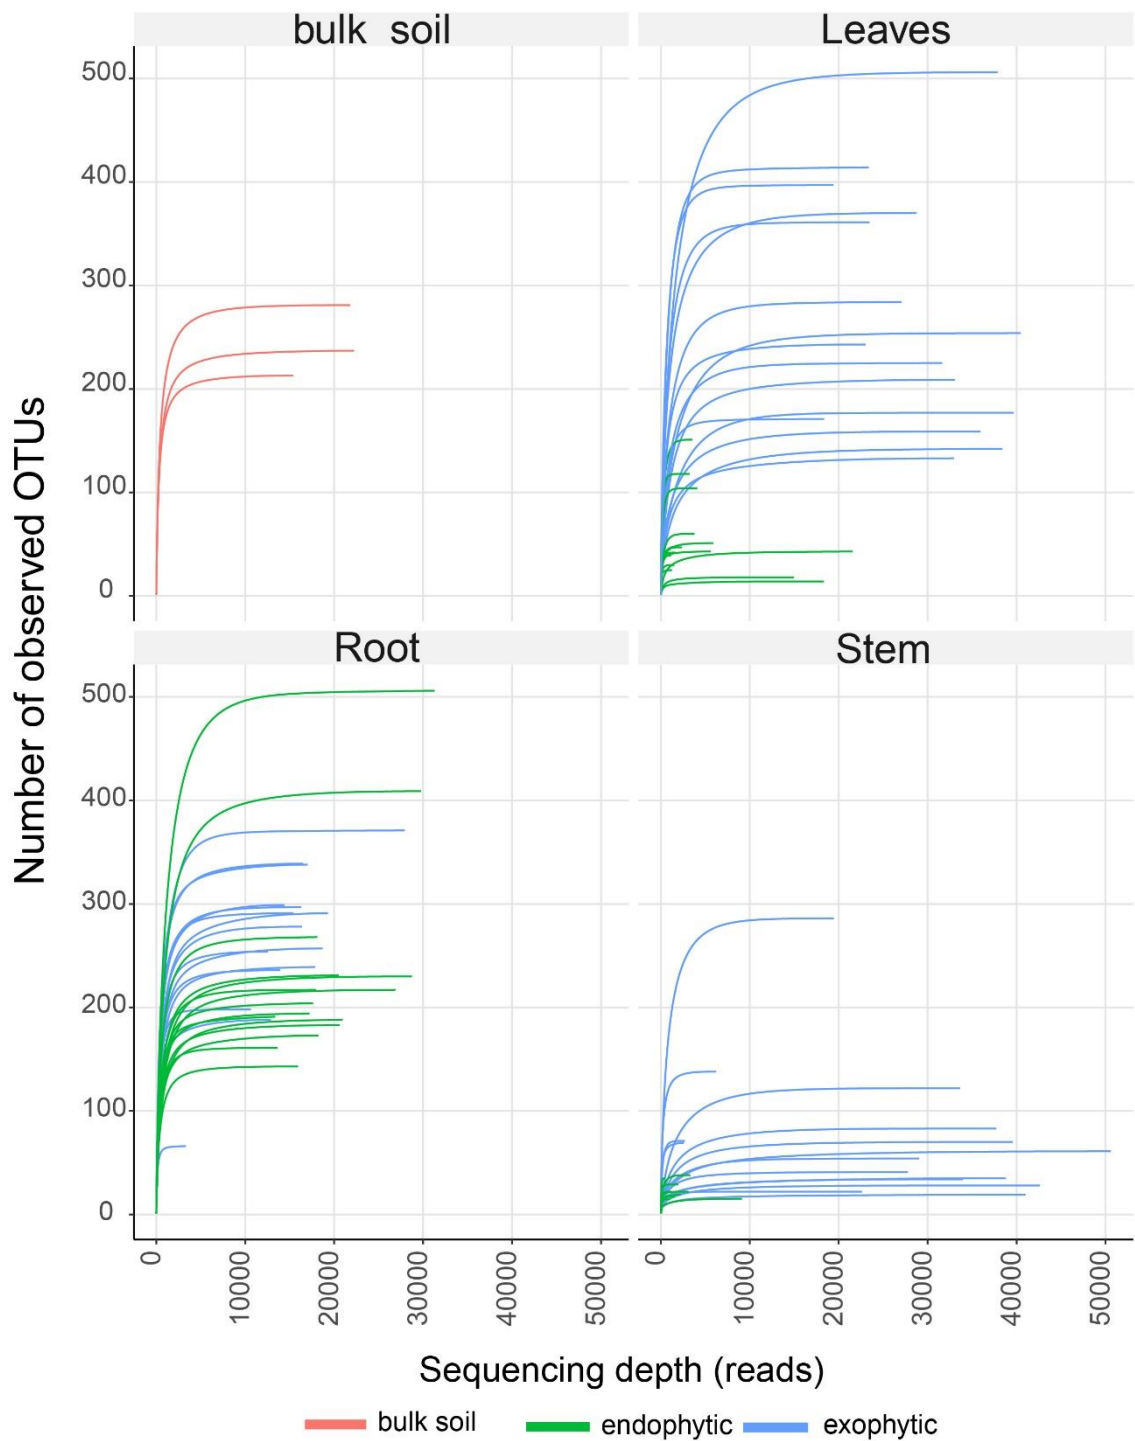 bulk soil
Leaves
500
400
300
200
100
0
Root
Stem
500
400
300
200
100
0
0
10000
20000
30000
40000
50000
0
10000
20000
30000
40000
50000
Number of observed OTUs
Sequencing depth (reads)
bulk soil
endophytic
exophytic